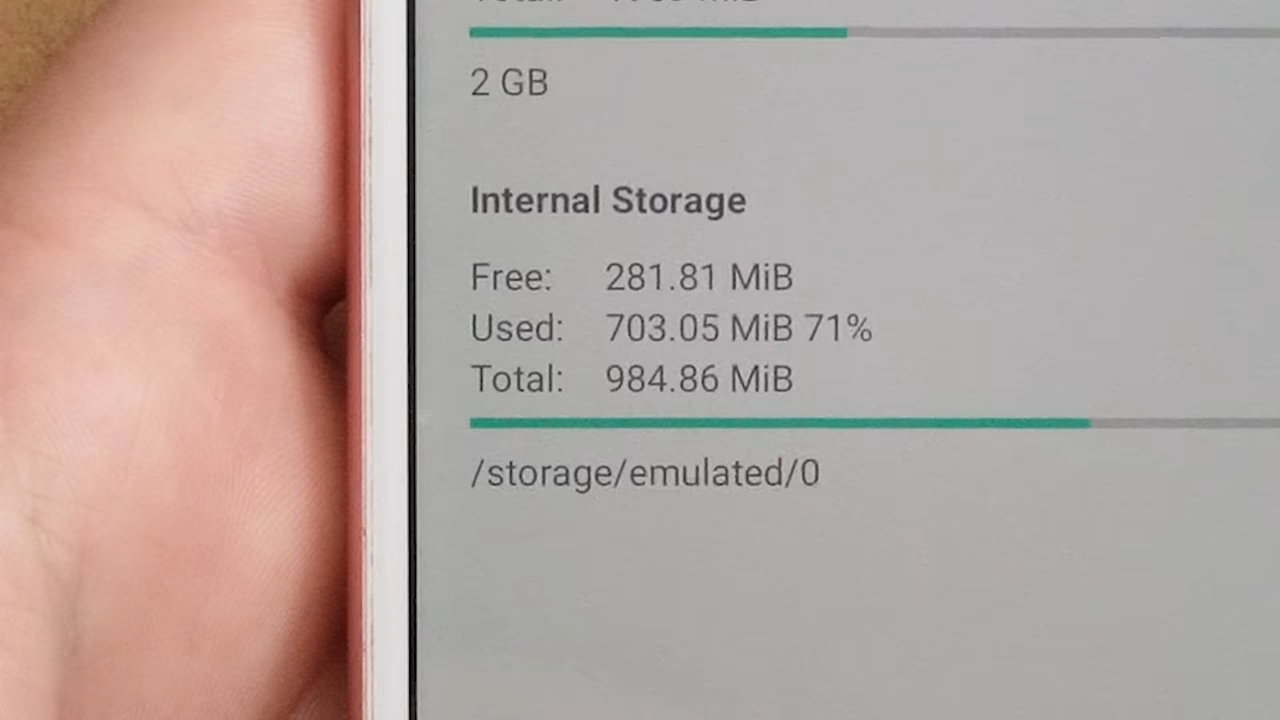 2 GB
Internal Storage
Free: 281.81 MiB
Used: 703.05 MiB 71%
Total: 984.86 MiB
/storage/emulated/0